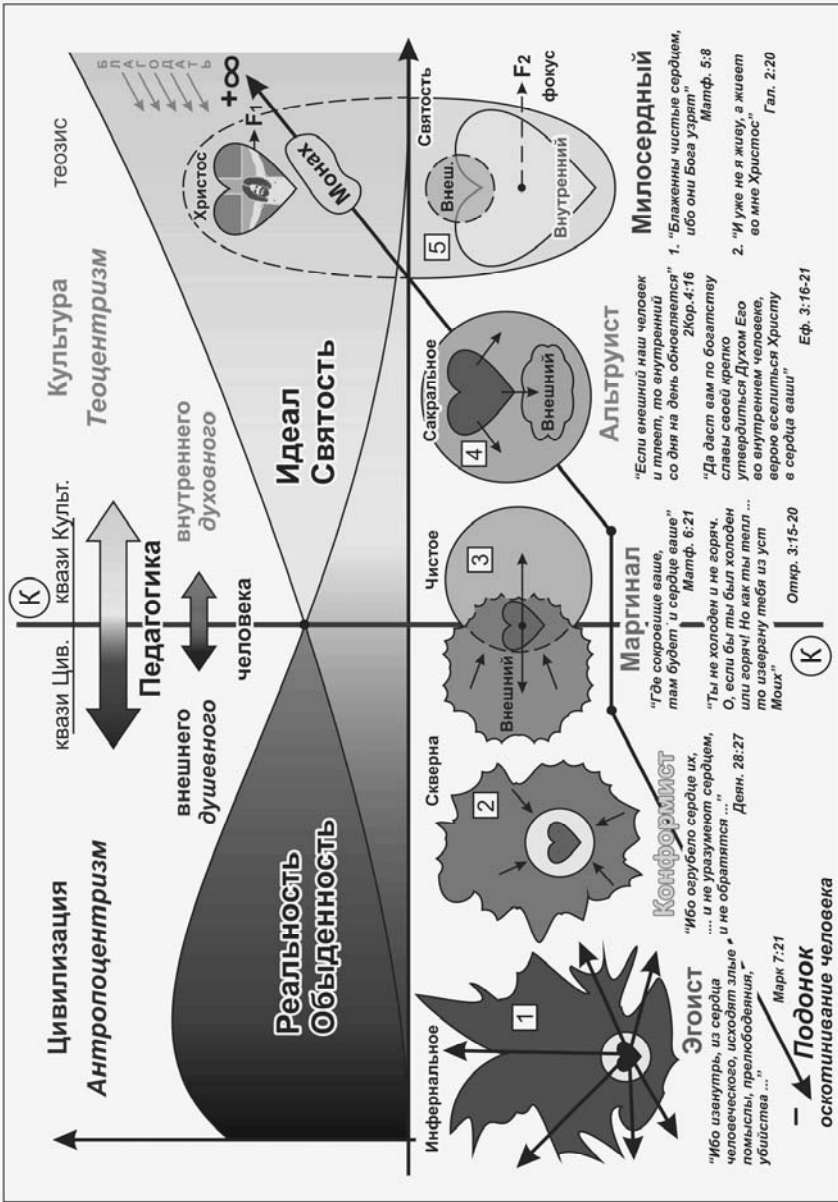 Цивилизация
Антропоцентризм
квази Цив.
К
квази Культ.
Культура
Теоцентризм
теозис
БЛАГОДАТЬ
Педагогика
внешнего
душевного
человека
внутреннего
духовного
Реальность
Обыденность
Идеал
Святость
+∞
Христос
F1
Монах
Инфернальное
Скверна
Чистое
Сакральное
Святость
1
2
3
4
5
Внешний
Внешний
Внеш.
Внутренний
F2
фокус
Эгоист
“Ибо извнутрь, из сердца
человеческого, исходят злые
помыслы, прелюбодеяния,
убийства ...”
Марк 7:21
Конформист
“Ибо огрубело сердце их,
.... и не уразумеют сердцем,
и не обратятся ...”
Деян. 28:27
Маргинал
“Где сокровище ваше,
там будет и сердце ваше”
Матф. 6:21
“Ты не холоден и не горяч.
О, если бы ты был холоден
или горяч! Но как ты тепл ...
то извергну тебя из уст
Моих”
Откр. 3:15-20
Альтруист
“Если внешний наш человек
и тлеет, то внутренний
со дня на день обновляется”
2Кор.4:16
“Да даст вам по богатству
славы своей крепко
утвердиться Духом Его
во внутреннем человеке,
верою вселиться Христу
в сердца ваши”
Еф. 3:16-21
Милосердный
1. “Блаженны чистые сердцем,
ибо они Бога узрят”
Матф. 5:8
2. “И уже не я живу, а живет
во мне Христос”
Гал. 2:20
К
– Подонок
оскотинивание человека